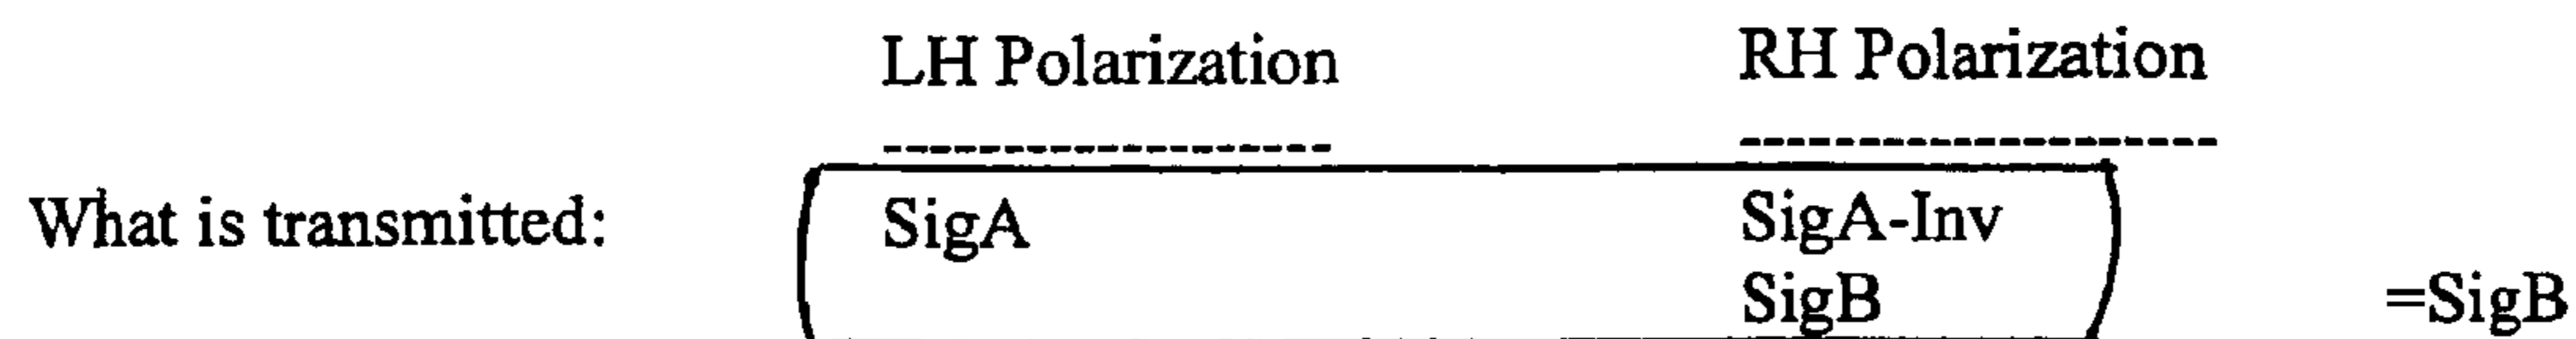 LH Polarization RH Polarization
------------------- --------------------
What is transmitted: SigA SigA-Inv
SigB =SigB